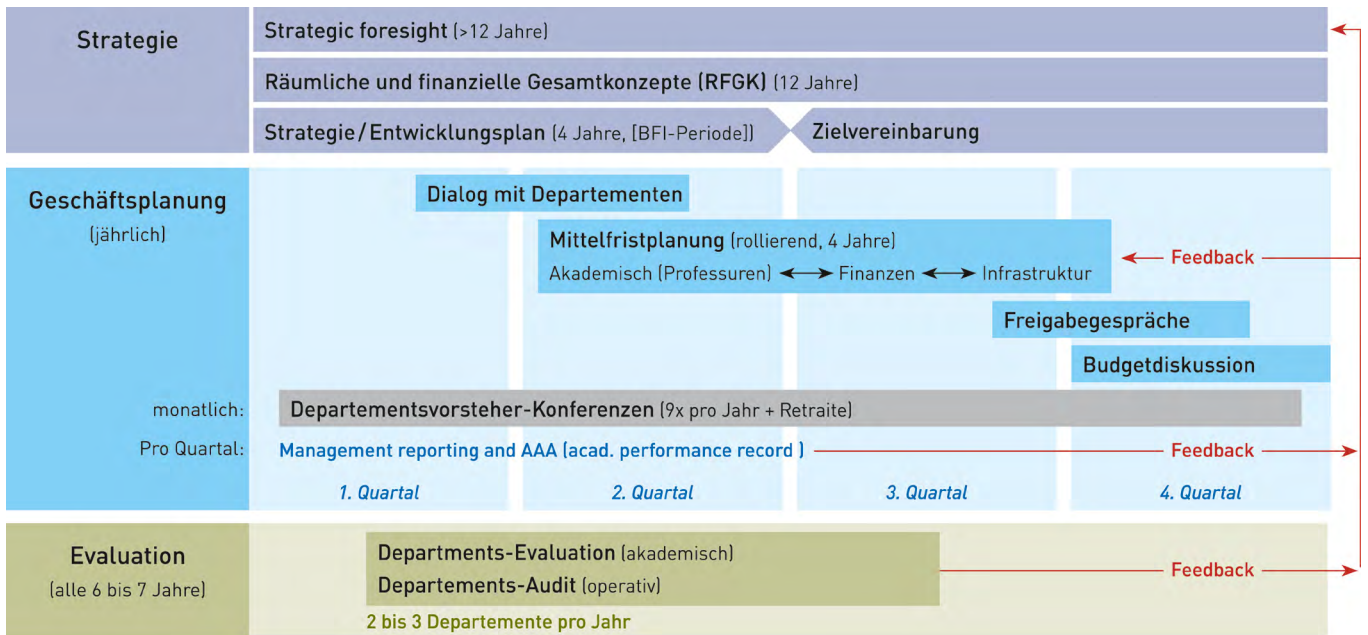 Strategie
Strategic foresight (>12 Jahre)
Räumliche und finanzielle Gesamtkonzepte (RFGK) (12 Jahre)
Strategie/Entwicklungsplan (4 Jahre, [BFI-Periode])
Zielvereinbarung
Geschäftsplanung
(jährlich)
Dialog mit Departementen
Mittelfristplanung (rollierend, 4 Jahre)
Akademisch (Professuren) Finanzen Infrastruktur
Feedback
Freigabegespräche
Budgetdiskussion
monatlich:
Departementsvorsteher-Konferenzen (9x pro Jahr + Retraite)
Pro Quartal:
Management reporting and AAA (acad. performance record )
Feedback
1. Quartal
2. Quartal
3. Quartal
4. Quartal
Evaluation
(alle 6 bis 7 Jahre)
Departments-Evaluation (akademisch)
Departements-Audit (operativ)
Feedback
2 bis 3 Departemente pro Jahr